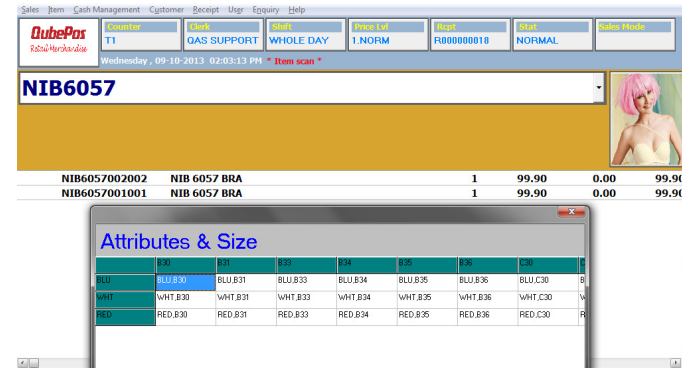 Sales Item Cash Management Customer Receipt User Enquiry Help
QubePos
Retail Merchandise
Counter Clerk Shift Price Lvl Rcpt Stat Sales Mode
T1 QAS SUPPORT WHOLE DAY 1.NORM R000000018 NORMAL
Wednesday , 09-10-2013 02:03:13 PM * Item scan *
NIB6057
NIB6057002002 NIB 6057 BRA 1 99.90 0.00 99.90
NIB6057001001 NIB 6057 BRA 1 99.90 0.00 99.90
Attributes & Size
B30 B31 B33 B34 B35 B36 C30
BLU BLU,B30 BLU,B31 BLU,B33 BLU,B34 BLU,B35 BLU,B36 BLU,C30
WHT WHT,B30 WHT,B31 WHT,B33 WHT,B34 WHT,B35 WHT,B36 WHT,C30
RED RED,B30 RED,B31 RED,B33 RED,B34 RED,B35 RED,B36 RED,C30